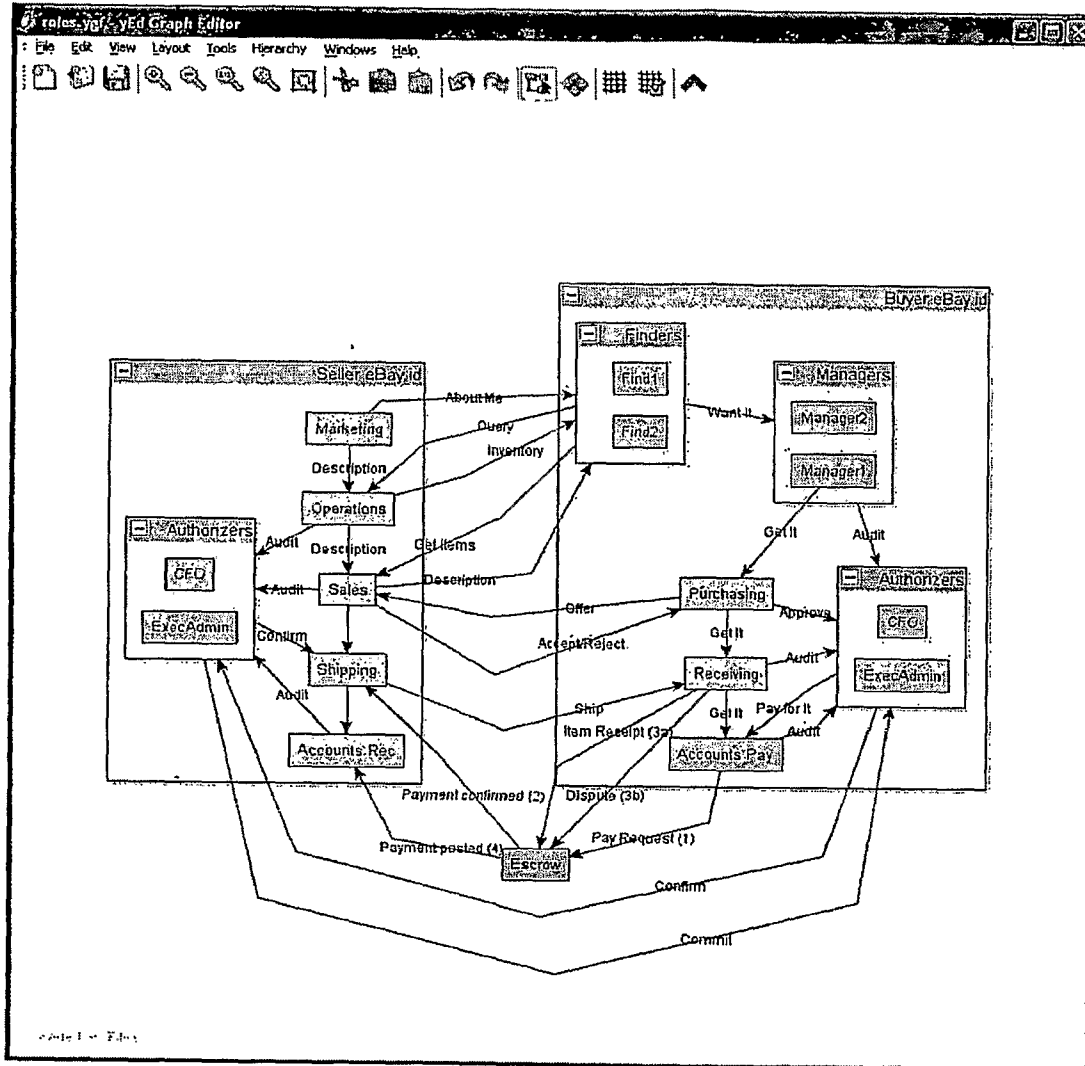 roles.ygf - yEd Graph Editor
File Edit View Layout Tools Hierarchy Windows Help
Buyer:eBay.id
Finders
Seller:eBay.id
Find1
Managers
About Me
Want It
Marketing
Query
Find2
Manager2
Inventory
Description
Manager1
Operations
Authorizers
Get It
Audit
Audit
Description
Get Items
CFO
Description
Authorizers
Audit
Sales
Purchasing
Offer
Approve
CFO
ExecAdmin
Confirm
Accept/Reject
Get It
Shipping
Receiving
Audit
ExecAdmin
Audit
Ship
Get It
Pay for It
Item Receipt (3a)
Audit
Accounts Rec
Accounts Pay
Payment confirmed (2)
Dispute (3b)
Payment posted (4)
Pay Request (1)
Escrow
Confirm
Commit